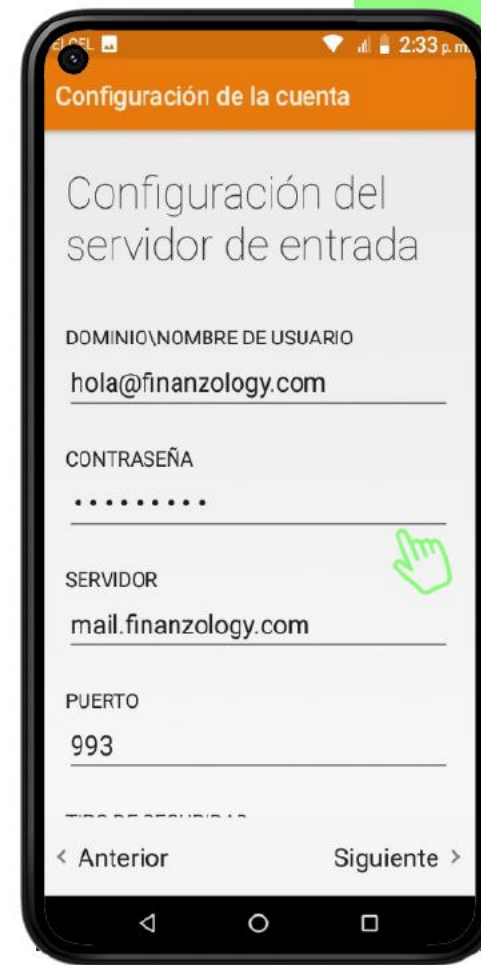 2:33 p. m.
Configuración de la cuenta
Configuración del
servidor de entrada
DOMINIO\NOMBRE DE USUARIO
hola@finanzology.com
CONTRASEÑA
•••••••••
SERVIDOR
mail.finanzology.com
PUERTO
993
Anterior
Siguiente